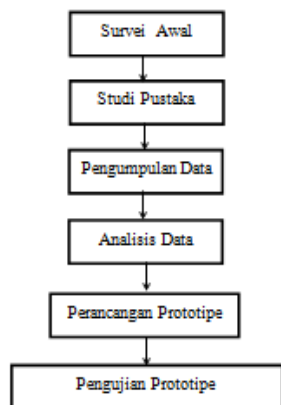 Survei Awal
Studi Pustaka
Pengumpulan Data
Analisis Data
Perancangan Prototipe
Pengujian Prototipe